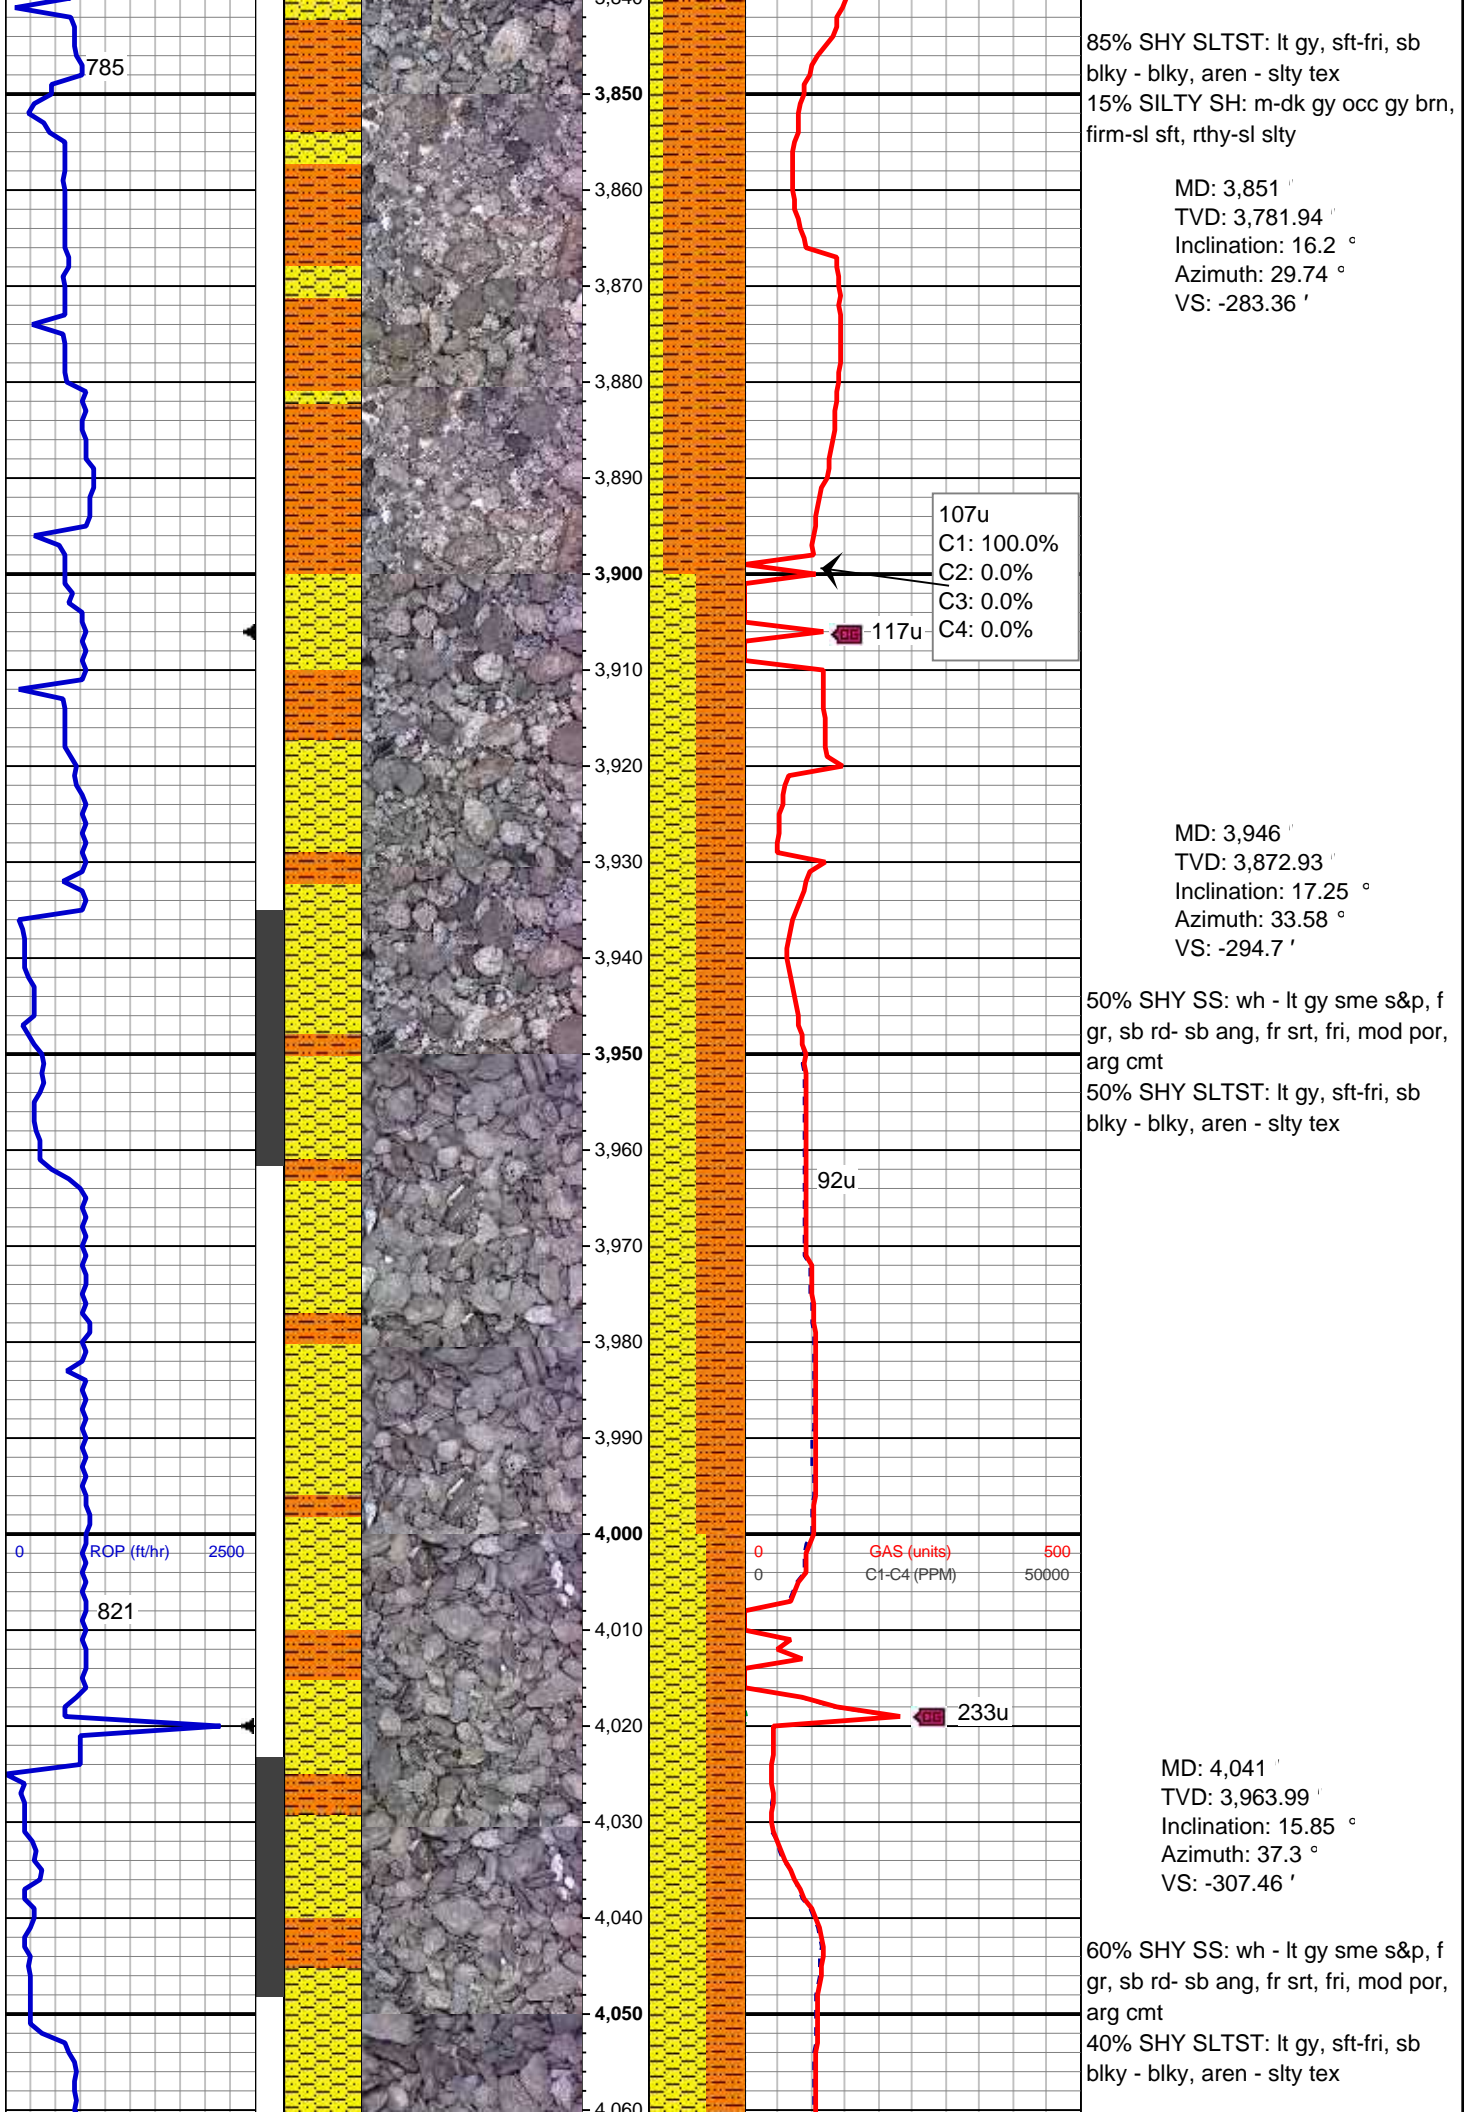 3,840
85% SHY SLTST: lt gy, sft-fri, sb
blky - blky, aren - slty tex
15% SILTY SH: m-dk gy occ gy brn,
firm-sl sft, rthy-sl slty
785
3,850
MD: 3,851 '
TVD: 3,781.94 '
Inclination: 16.2 °
Azimuth: 29.74 °
VS: -283.36 '
3,860
3,870
3,880
3,890
107u
C1: 100.0%
C2: 0.0%
C3: 0.0%
C4: 0.0%
3,900
CG
117u
3,910
3,920
MD: 3,946 '
TVD: 3,872.93 '
Inclination: 17.25 °
Azimuth: 33.58 °
VS: -294.7 '
3,930
3,940
50% SHY SS: wh - lt gy sme s&p, f
gr, sb rd- sb ang, fr srt, fri, mod por,
arg cmt
50% SHY SLTST: lt gy, sft-fri, sb
blky - blky, aren - slty tex
3,950
3,960
92u
3,970
3,980
3,990
4,000
0 ROP (ft/hr) 2500
0 GAS (units) 500
0 C1-C4 (PPM) 50000
821
4,010
CG
233u
4,020
MD: 4,041 '
TVD: 3,963.99 '
Inclination: 15.85 °
Azimuth: 37.3 °
VS: -307.46 '
4,030
4,040
60% SHY SS: wh - lt gy sme s&p, f
gr, sb rd- sb ang, fr srt, fri, mod por,
arg cmt
40% SHY SLTST: lt gy, sft-fri, sb
blky - blky, aren - slty tex
4,050
4,060